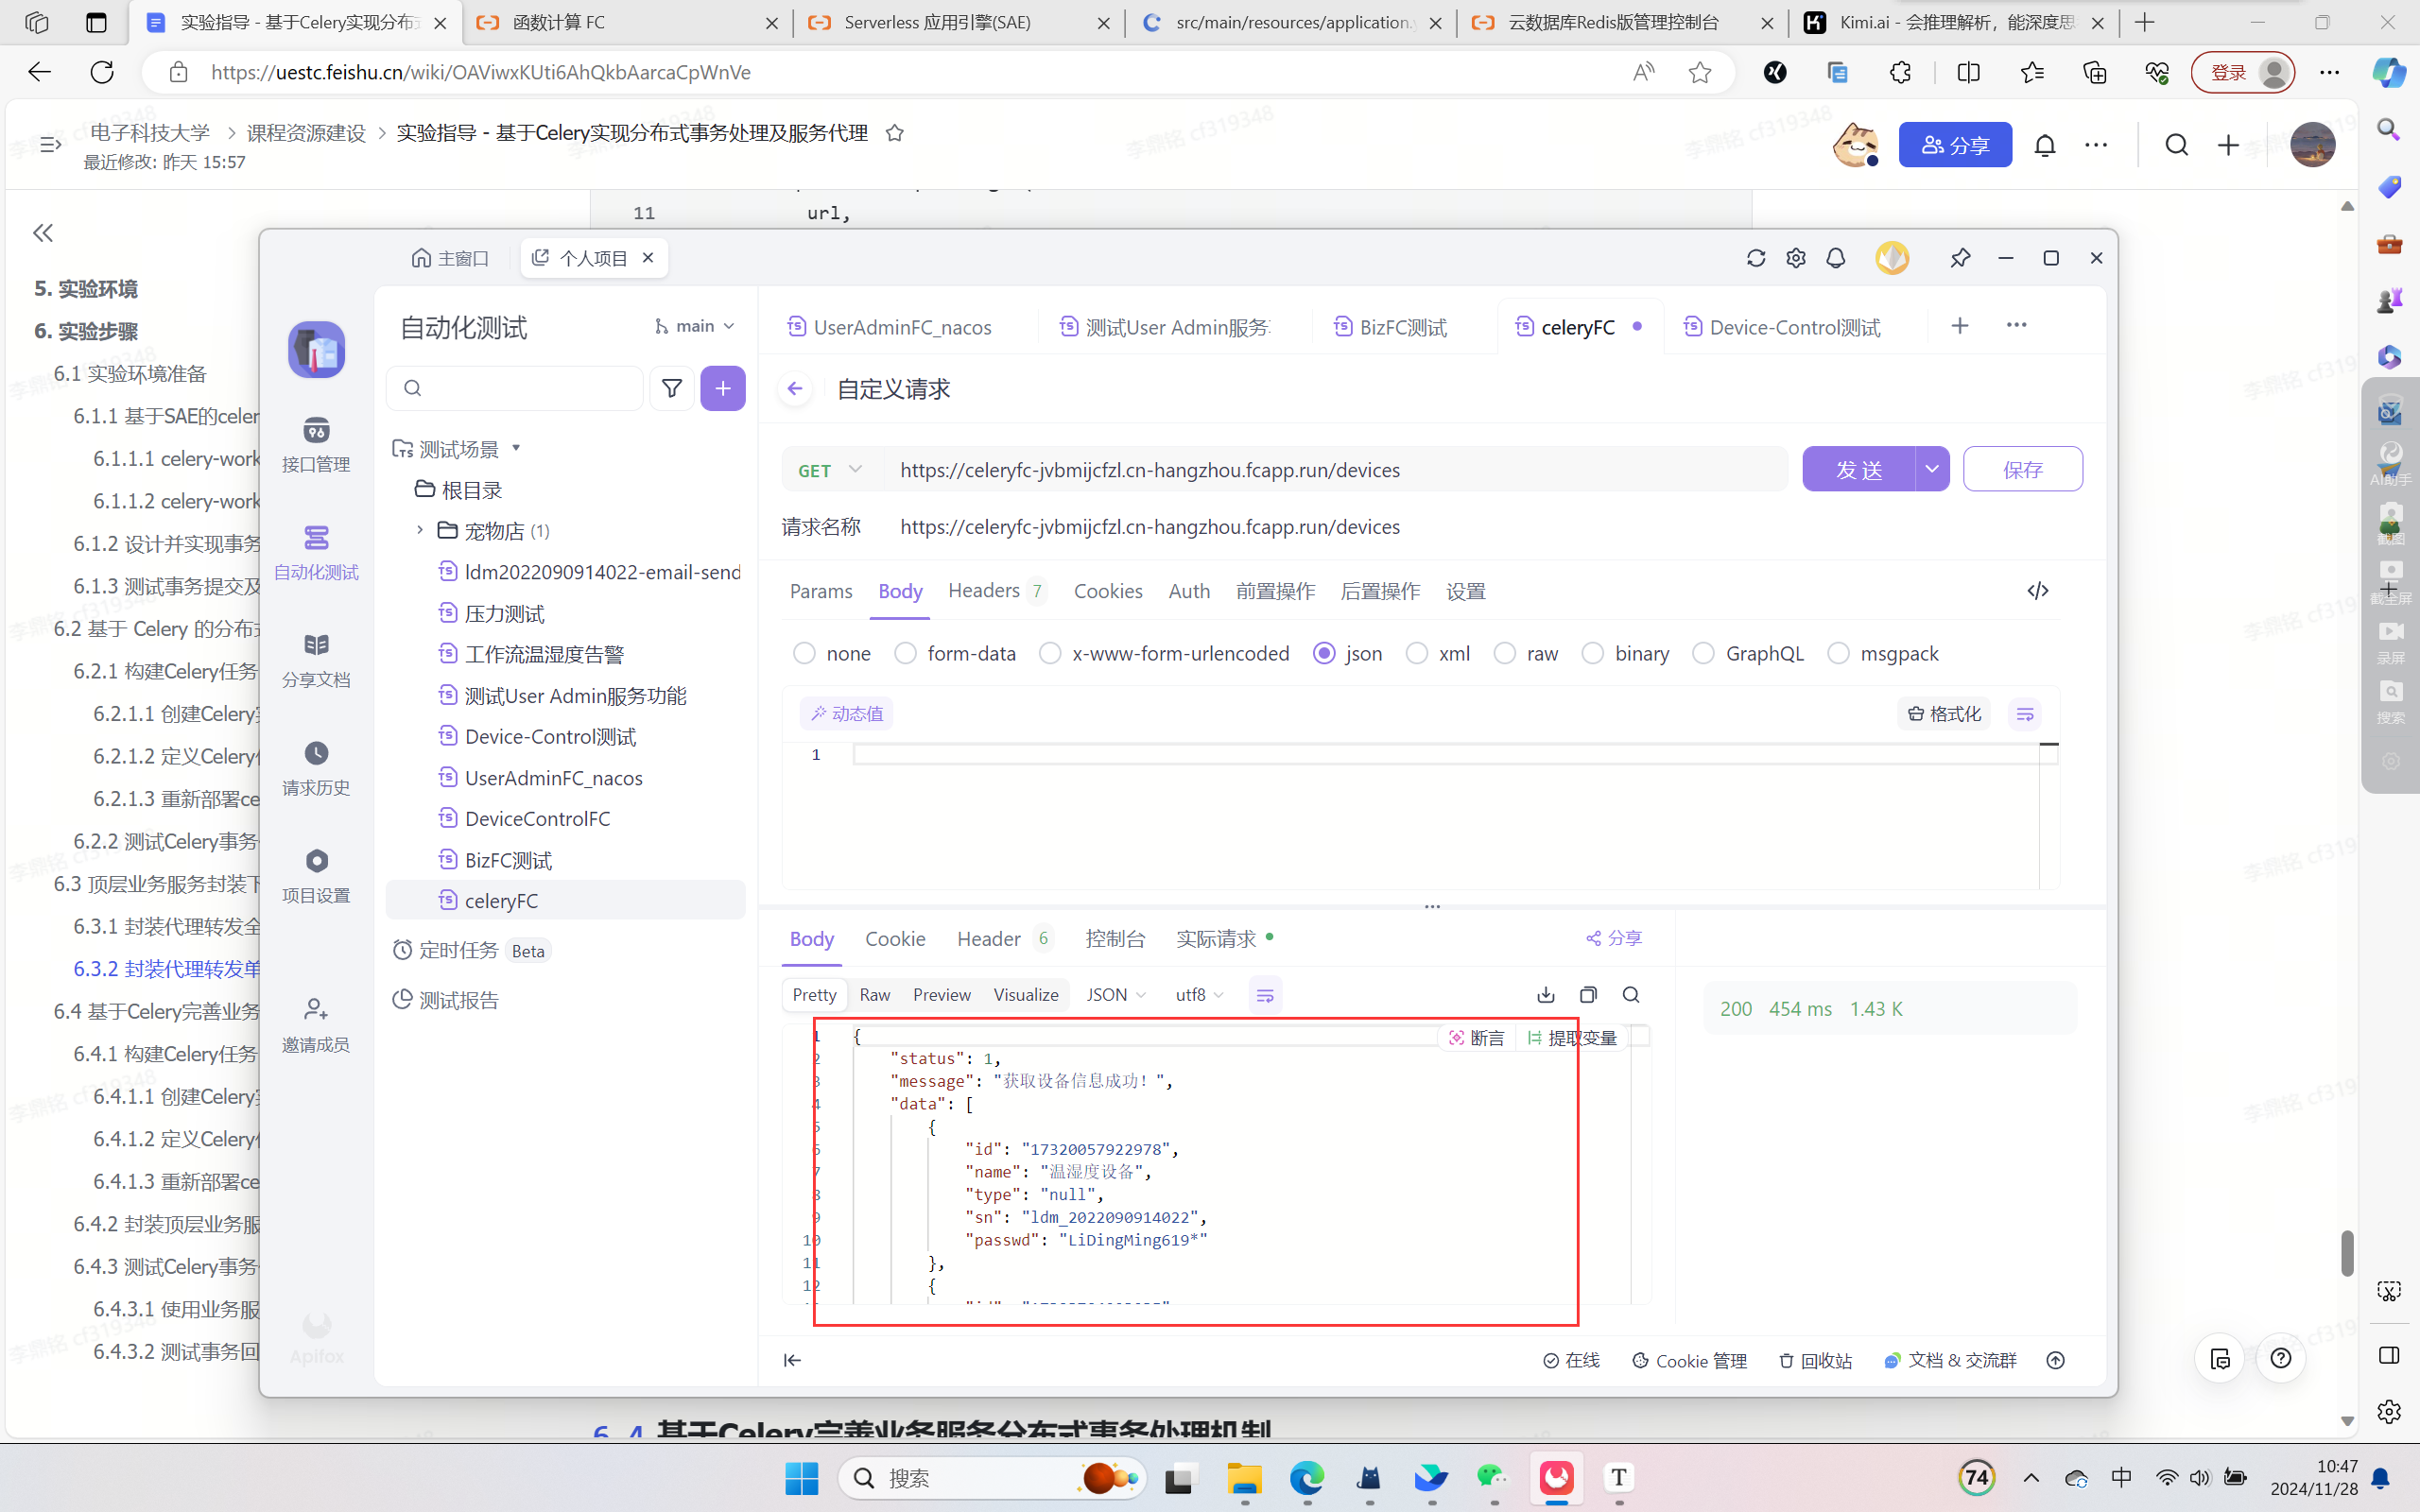 实验指导 - 基于Celery实现分布式
函数计算 FC
Serverless 应用引擎(SAE)
src/main/resources/application.y
云数据库Redis版管理控制台
Kimi.ai - 会推理解析，能深度思
https://uestc.feishu.cn/wiki/OAViwxKUti6AhQkbAarcaCpWnVe
登录
电子科技大学 > 课程资源建设 > 实验指导 - 基于Celery实现分布式事务处理及服务代理
最近修改: 昨天 15:57
分享
11 url,
5. 实验环境
6. 实验步骤
6.1 实验环境准备
6.1.1 基于SAE的celer
6.1.1.1 celery-work
6.1.1.2 celery-work
6.1.2 设计并实现事务
6.1.3 测试事务提交及
6.2 基于 Celery 的分布式
6.2.1 构建Celery任务
6.2.1.1 创建Celery实
6.2.1.2 定义Celery任
6.2.1.3 重新部署ce
6.2.2 测试Celery事务
6.3 顶层业务服务封装下
6.3.1 封装代理转发全
6.3.2 封装代理转发单
6.4 基于Celery完善业务
6.4.1 构建Celery任务
6.4.1.1 创建Celery实
6.4.1.2 定义Celery任
6.4.1.3 重新部署ce
6.4.2 封装顶层业务服
6.4.3 测试Celery事务
6.4.3.1 使用业务服
6.4.3.2 测试事务回
主窗口
个人项目
接口管理
自动化测试
分享文档
请求历史
项目设置
邀请成员
Apifox
自动化测试
main
测试场景
根目录
宠物店 (1)
ldm2022090914022-email-send
压力测试
工作流温湿度告警
测试User Admin服务功能
Device-Control测试
UserAdminFC_nacos
DeviceControlFC
BizFC测试
celeryFC
定时任务 Beta
测试报告
UserAdminFC_nacos
测试User Admin服务
BizFC测试
celeryFC
Device-Control测试
自定义请求
GET https://celeryfc-jvbmijcfzl.cn-hangzhou.fcapp.run/devices
发 送
保存
请求名称 https://celeryfc-jvbmijcfzl.cn-hangzhou.fcapp.run/devices
Params Body Headers 7 Cookies Auth 前置操作 后置操作 设置
none form-data x-www-form-urlencoded json xml raw binary GraphQL msgpack
动态值
格式化
1
Body Cookie Header 6 控制台 实际请求
分享
Pretty Raw Preview Visualize JSON utf8
断言 提取变量
1 {
2 "status": 1,
3 "message": "获取设备信息成功！",
4 "data": [
5 {
6 "id": "17320057922978",
7 "name": "温湿度设备",
8 "type": "null",
9 "sn": "ldm_2022090914022",
10 "passwd": "LiDingMing619*"
11 },
12 {
200 454 ms 1.43 K
在线 Cookie 管理 回收站 文档 & 交流群
6.4 基于Celery完善业务服务分布式事务处理机制
AI助手
截图
截全屏
录屏
搜索
李鼎铭 cf319348
搜索
74
中
10:47
2024/11/28